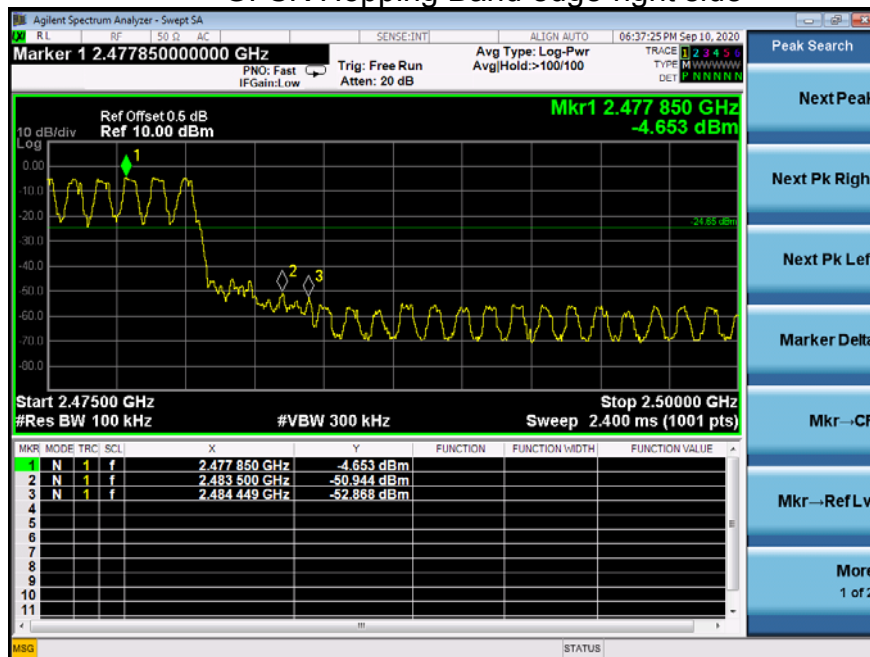 Agilent Spectrum Analyzer - Swept SA
RL RF 50 Ω AC SENSE:INT ALIGN AUTO 06:37:25 PM Sep 10, 2020
Marker 1 2.477850000000 GHz
PNO: Fast
IFGain:Low
Trig: Free Run
Atten: 20 dB
Avg Type: Log-Pwr
Avg|Hold:>100/100
TRACE 1 2 3 4 5 6
TYPE M WWWWW
DET P N N N N N
Ref Offset 0.5 dB
10 dB/div Ref 10.00 dBm
Log
Mkr1 2.477 850 GHz
-4.653 dBm
0.00
-10.0
-20.0
-30.0
-40.0
-50.0
-60.0
-70.0
-80.0
1
2
3
-24.65 dBm
Start 2.47500 GHz Stop 2.50000 GHz
#Res BW 100 kHz #VBW 300 kHz Sweep 2.400 ms (1001 pts)
MKR MODE TRC SCL X Y FUNCTION FUNCTION WIDTH FUNCTION VALUE
1 N 1 f 2.477 850 GHz -4.653 dBm
2 N 1 f 2.483 500 GHz -50.944 dBm
3 N 1 f 2.484 449 GHz -52.868 dBm
4
5
6
7
8
9
10
11
MSG STATUS
Peak Search
Next Peak
Next Pk Righ
Next Pk Lef
Marker Delta
Mkr→CF
Mkr→Ref Lv
More
1 of 2